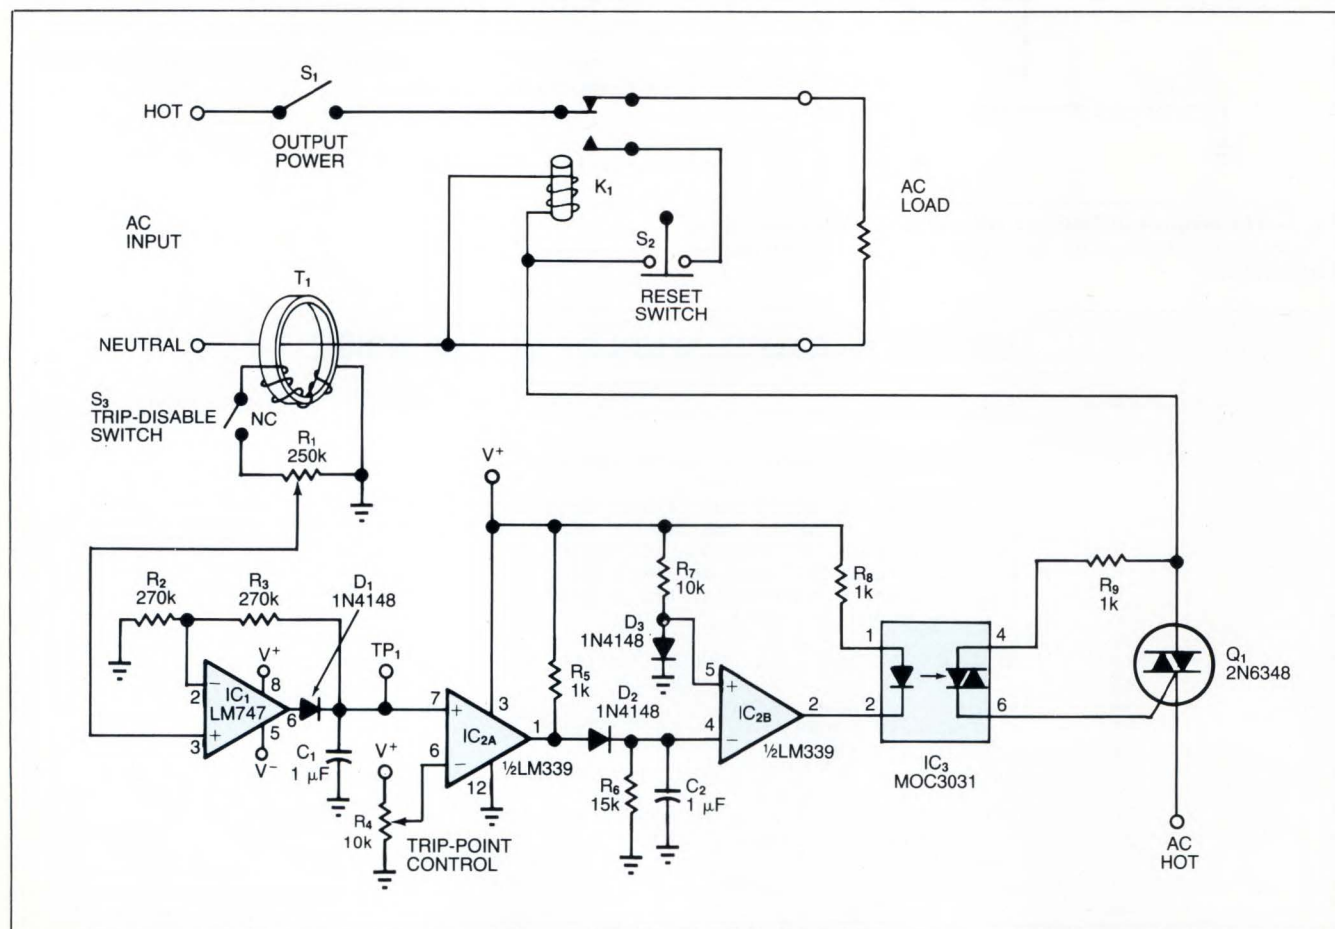 S1
HOT
OUTPUT
POWER
K1
AC
LOAD
AC
INPUT
S2
RESET
SWITCH
T1
NEUTRAL
S3
TRIP-DISABLE
SWITCH
NC
R1
250k
V+
R2
270k
R3
270k
D1
1N4148
V+
8
2
IC1
LM747
6
3
5
V−
C1
1 µF
TP1
7
+
−
6
3
1
12
IC2A
½LM339
V+
R4
10k
TRIP-POINT
CONTROL
R5
1k
D2
1N4148
R6
15k
C2
1 µF
R7
10k
D3
1N4148
5
+
4
−
2
IC2B
½LM339
R8
1k
1
2
4
6
IC3
MOC3031
R9
1k
Q1
2N6348
AC
HOT